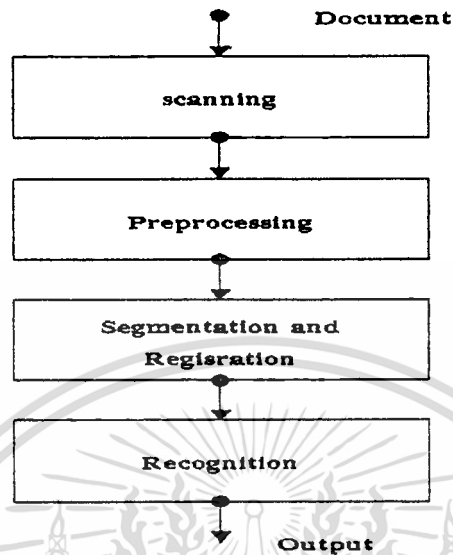 Document
scanning
Preprocessing
Segmentation and
Regisration
Recognition
Output